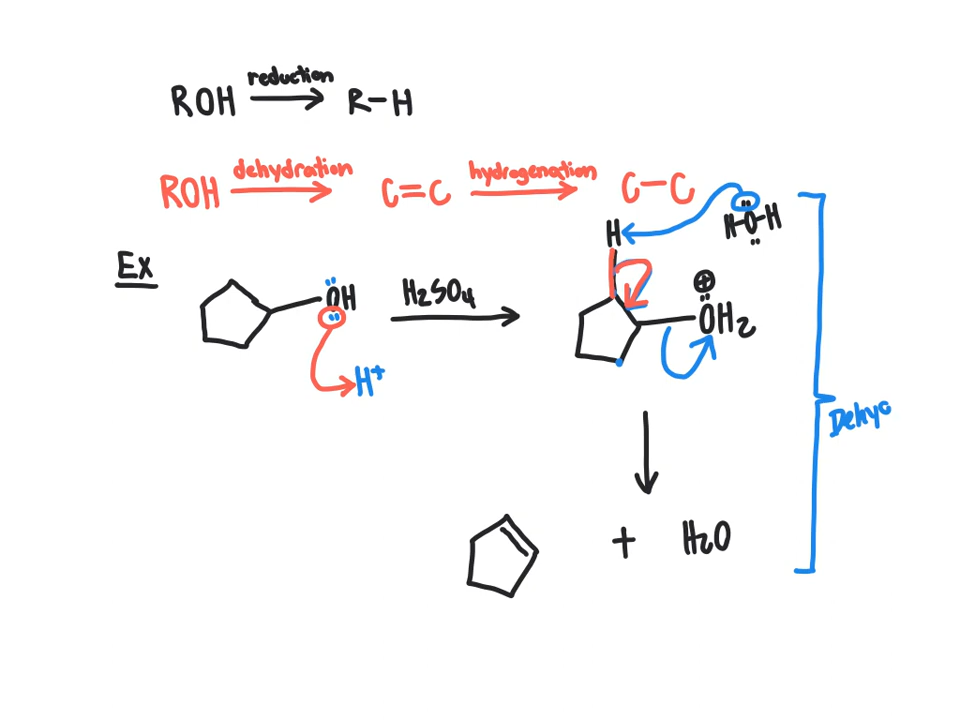 reduction
ROH → R-H
dehydration hydrogenation
ROH → C=C → C-C
H H-O-H
Ex
OH H2SO4 ⊕
OH2
H+
Dehyd
+ H2O